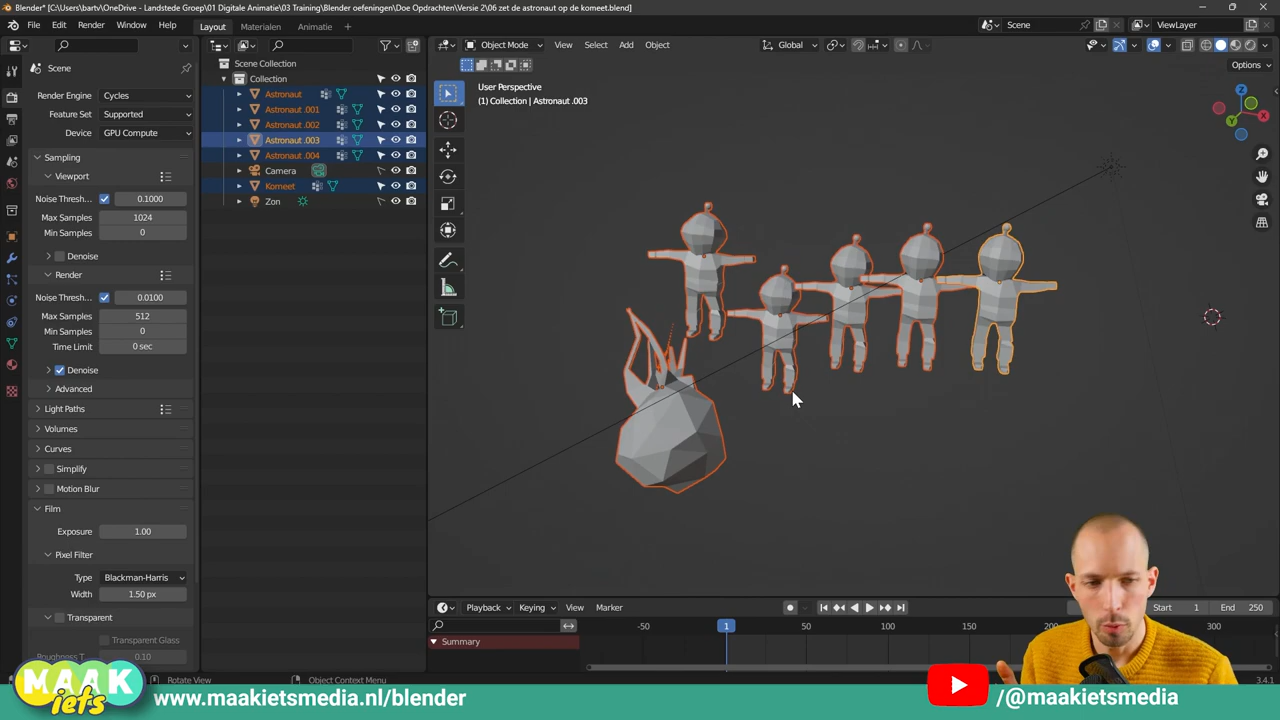 Blender* [C:\Users\bartv\OneDrive - Landstede Groep\01 Digitale Animatie\03 Training\Blender oefeningen\Doe Opdrachten\Versie 2\06 zet de astronaut op de komeet.blend]
File Edit Render Window Help Layout Materialen Animatie Scene ViewLayer
Object Mode View Select Add Object Global
Options
Scene
Render Engine Cycles
Feature Set Supported
Device GPU Compute
Sampling
Viewport
Noise Thresh... 0.1000
Max Samples 1024
Min Samples 0
Denoise
Render
Noise Thresh... 0.0100
Max Samples 512
Min Samples 0
Time Limit 0 sec
Denoise
Advanced
Light Paths
Volumes
Curves
Simplify
Motion Blur
Film
Exposure 1.00
Pixel Filter
Type Blackman-Harris
Width 1.50 px
Transparent
Transparent Glass
Roughness T... 0.10
Scene Collection
Collection
Astronaut
Astronaut .001
Astronaut .002
Astronaut .003
Astronaut .004
Camera
Komeet
Zon
User Perspective
(1) Collection | Astronaut .003
Z
X
Y
Playback Keying View Marker
Start 1 End 250
-50 1 50 100 150 200 300
Summary
Rotate View Object Context Menu 3.4.1
MAAK
iets
www.maakietsmedia.nl/blender
/@maakietsmedia